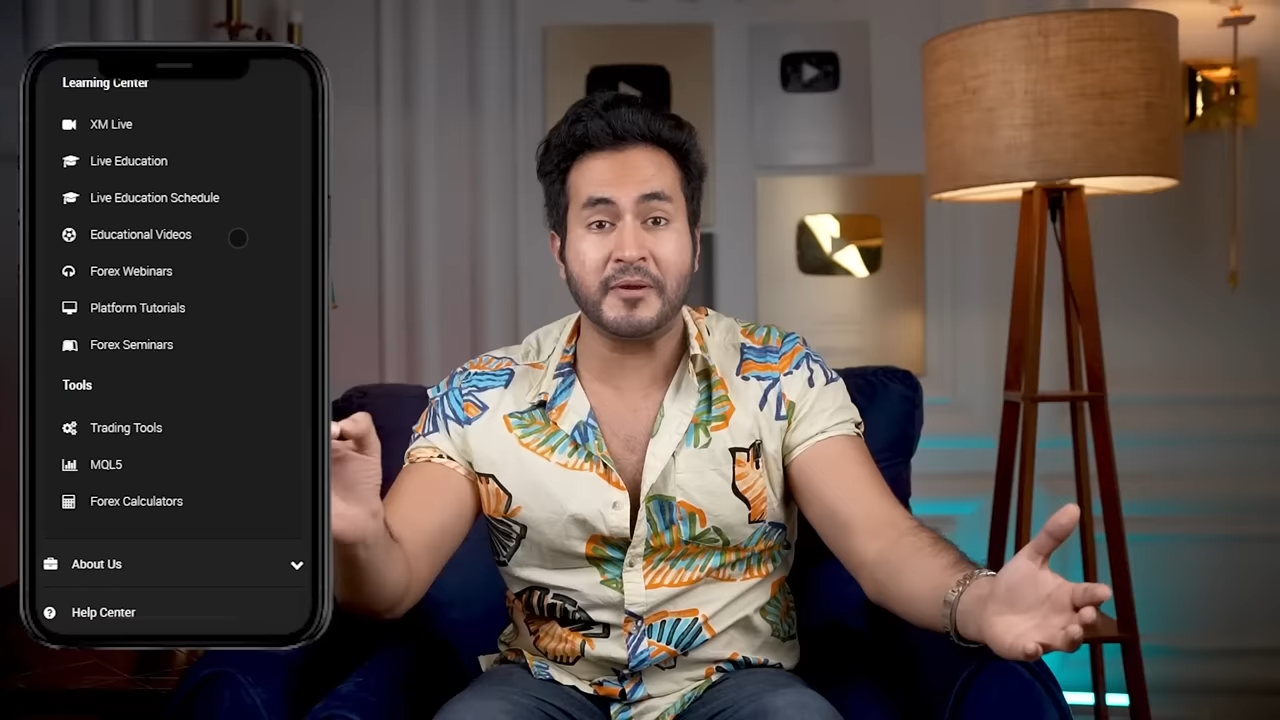 Learning Center
XM Live
Live Education
Live Education Schedule
Educational Videos
Forex Webinars
Platform Tutorials
Forex Seminars
Tools
Trading Tools
MQL5
Forex Calculators
About Us
Help Center